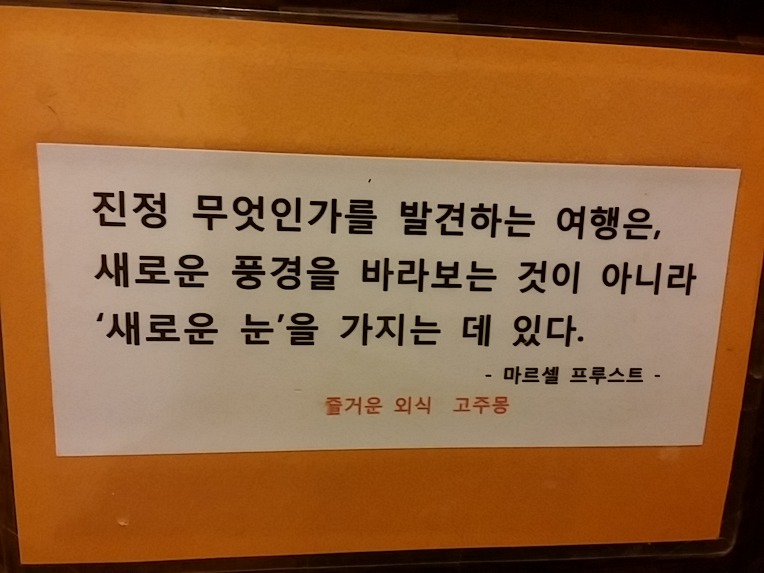 진정 무엇인가를 발견하는 여행은,
새로운 풍경을 바라보는 것이 아니라
‘새로운 눈’을 가지는 데 있다.
- 마르셀 프루스트 -
즐거운 외식 고주몽